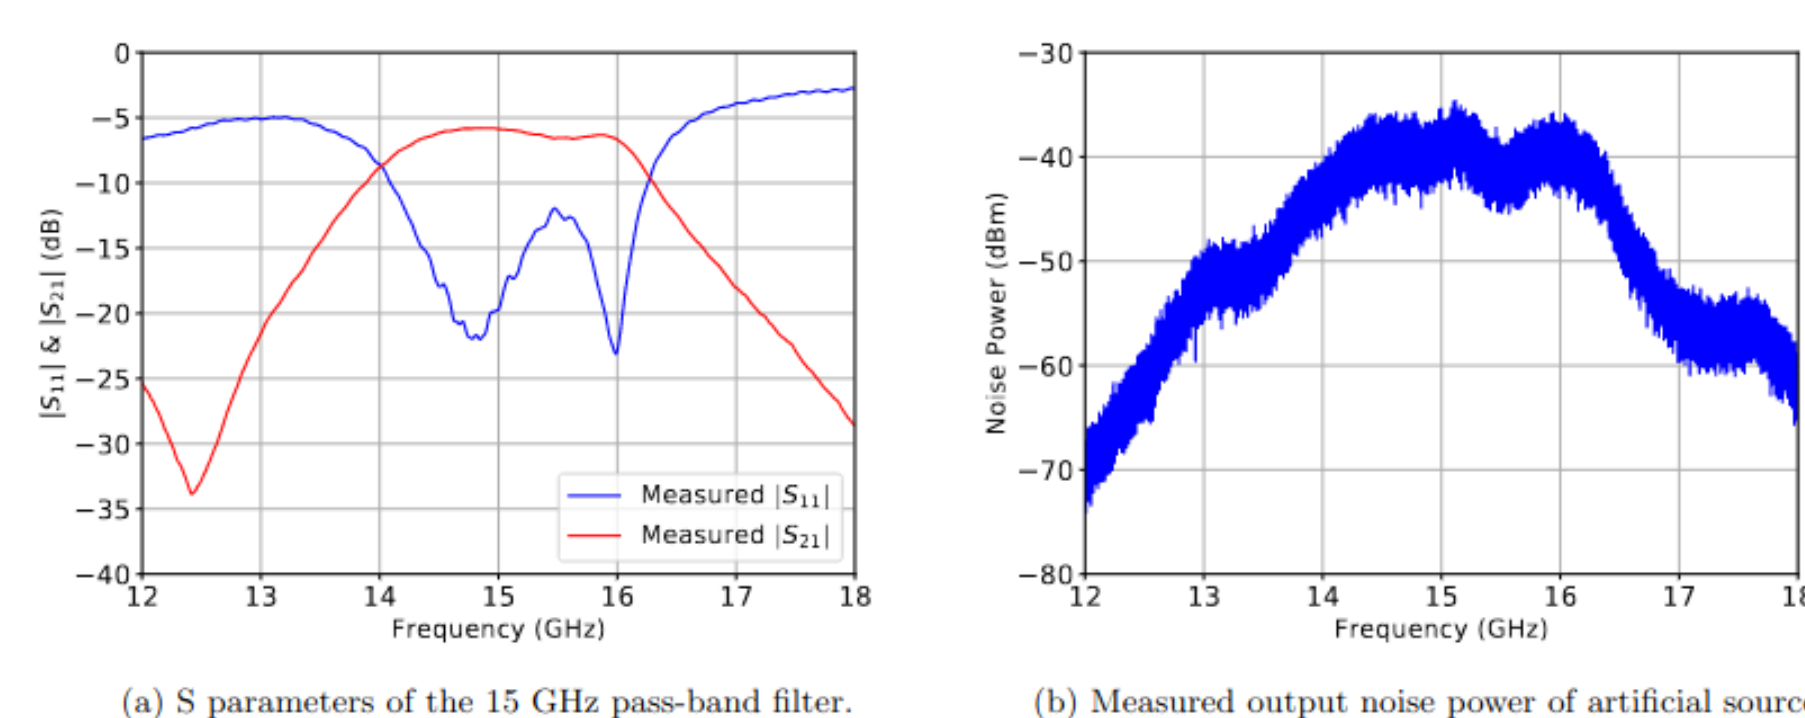 0
−5
−10
−15
−20
−25
−30
−35
−40
|S11| & |S21| (dB)
Measured |S11|
Measured |S21|
12 13 14 15 16 17 18
Frequency (GHz)
(a) S parameters of the 15 GHz pass-band filter.
−30
−40
−50
−60
−70
−80
Noise Power (dBm)
12 13 14 15 16 17 18
Frequency (GHz)
(b) Measured output noise power of artificial sourc